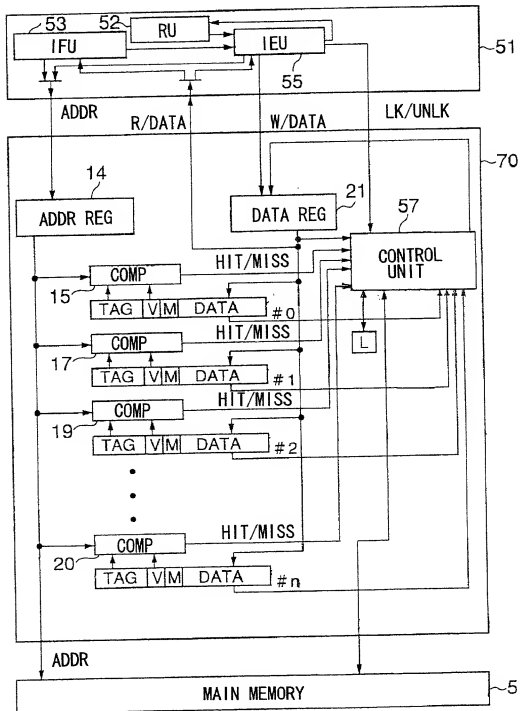 53
52
RU
IFU
IEU
51
55
ADDR
R/DATA
W/DATA
LK/UNLK
70
14
21
57
ADDR REG
DATA REG
CONTROL
UNIT
HIT/MISS
COMP
15
TAG V M DATA #0
L
HIT/MISS
COMP
17
TAG V M DATA #1
HIT/MISS
COMP
19
TAG V M DATA #2
HIT/MISS
COMP
20
TAG V M DATA #n
ADDR
MAIN MEMORY
5